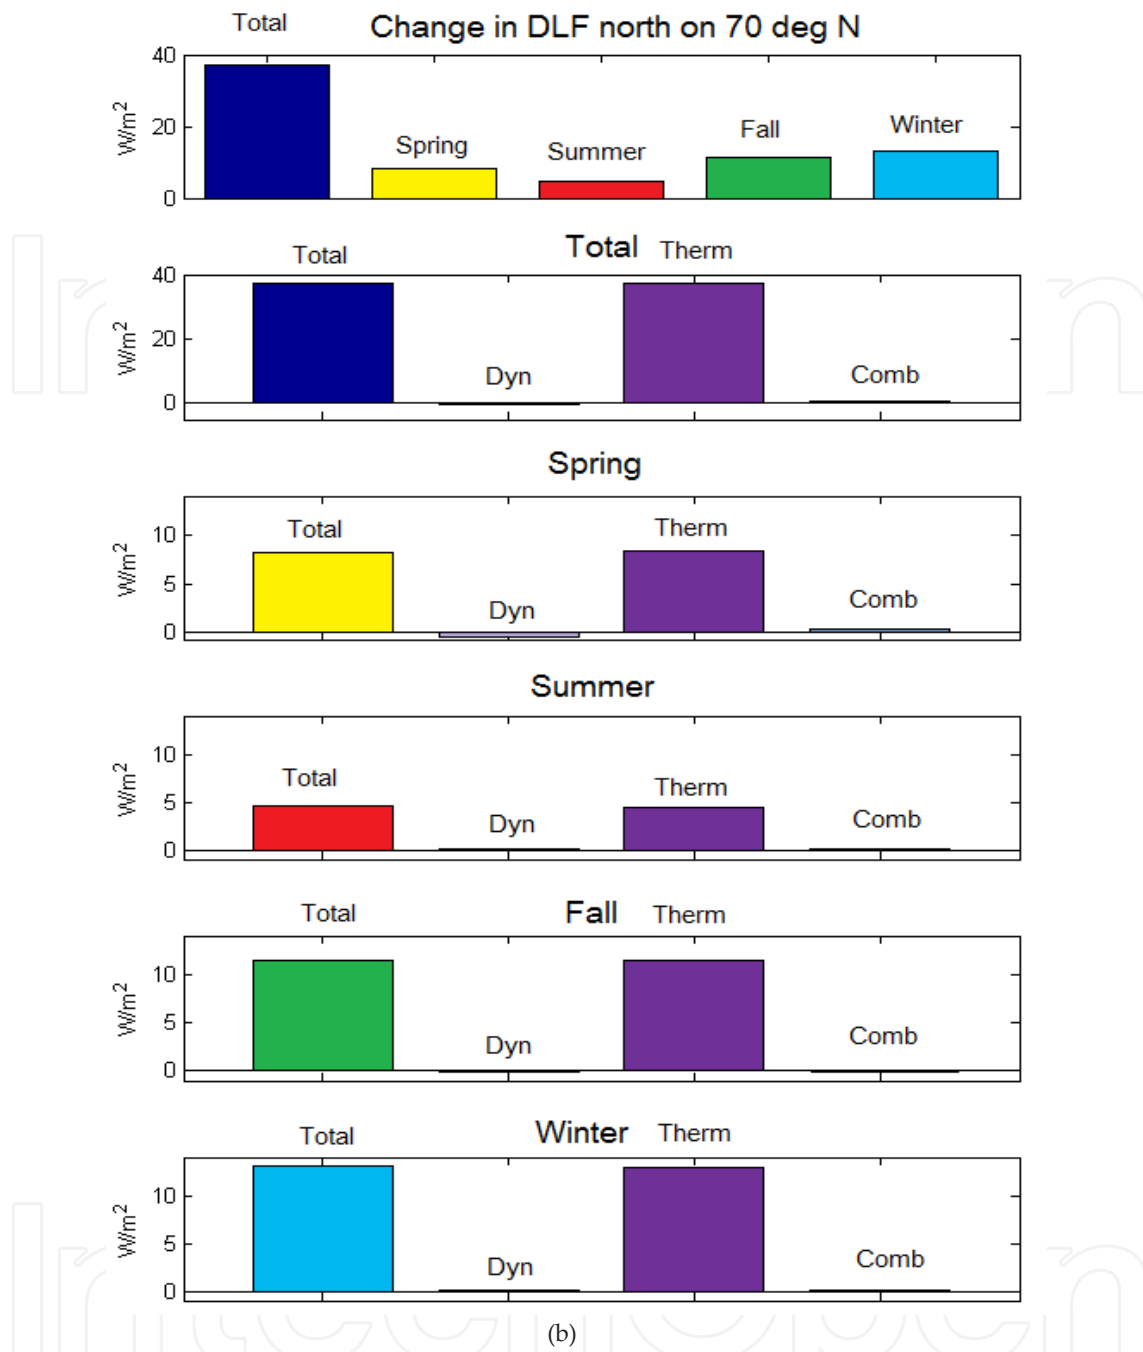 Total
Change in DLF north on 70 deg N
40
20
0
W/m2
Spring
Summer
Fall
Winter
Total
Total
Therm
40
20
0
W/m2
Dyn
Comb
Spring
10
5
0
W/m2
Total
Dyn
Therm
Comb
Summer
10
5
0
W/m2
Total
Dyn
Therm
Comb
Total
Fall
Therm
10
5
0
W/m2
Dyn
Comb
Total
Winter
Therm
10
5
0
W/m2
Dyn
Comb
(b)